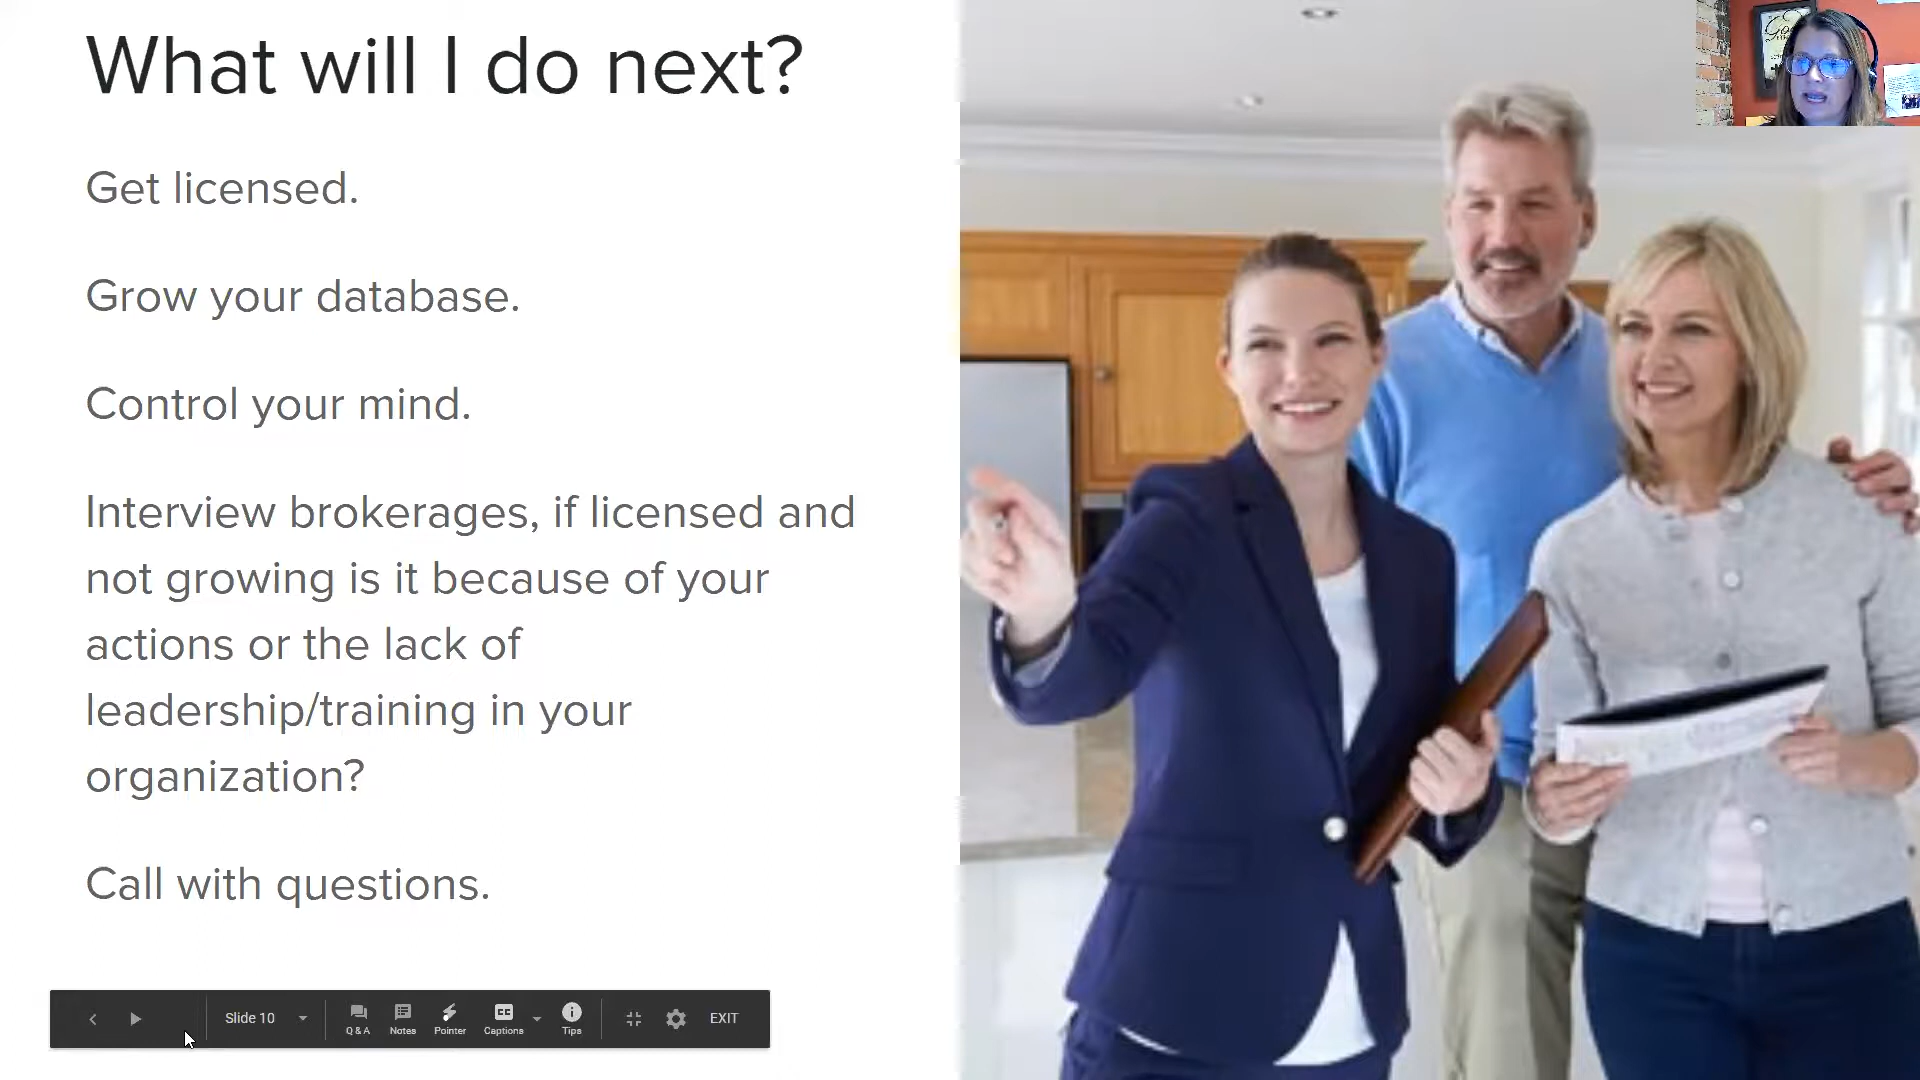 What will I do next?
Get licensed.
Grow your database.
Control your mind.
Interview brokerages, if licensed and
not growing is it because of your
actions or the lack of
leadership/training in your
organization?
Call with questions.
Slide 10
Q & A
Notes
Pointer
Captions
Tips
EXIT